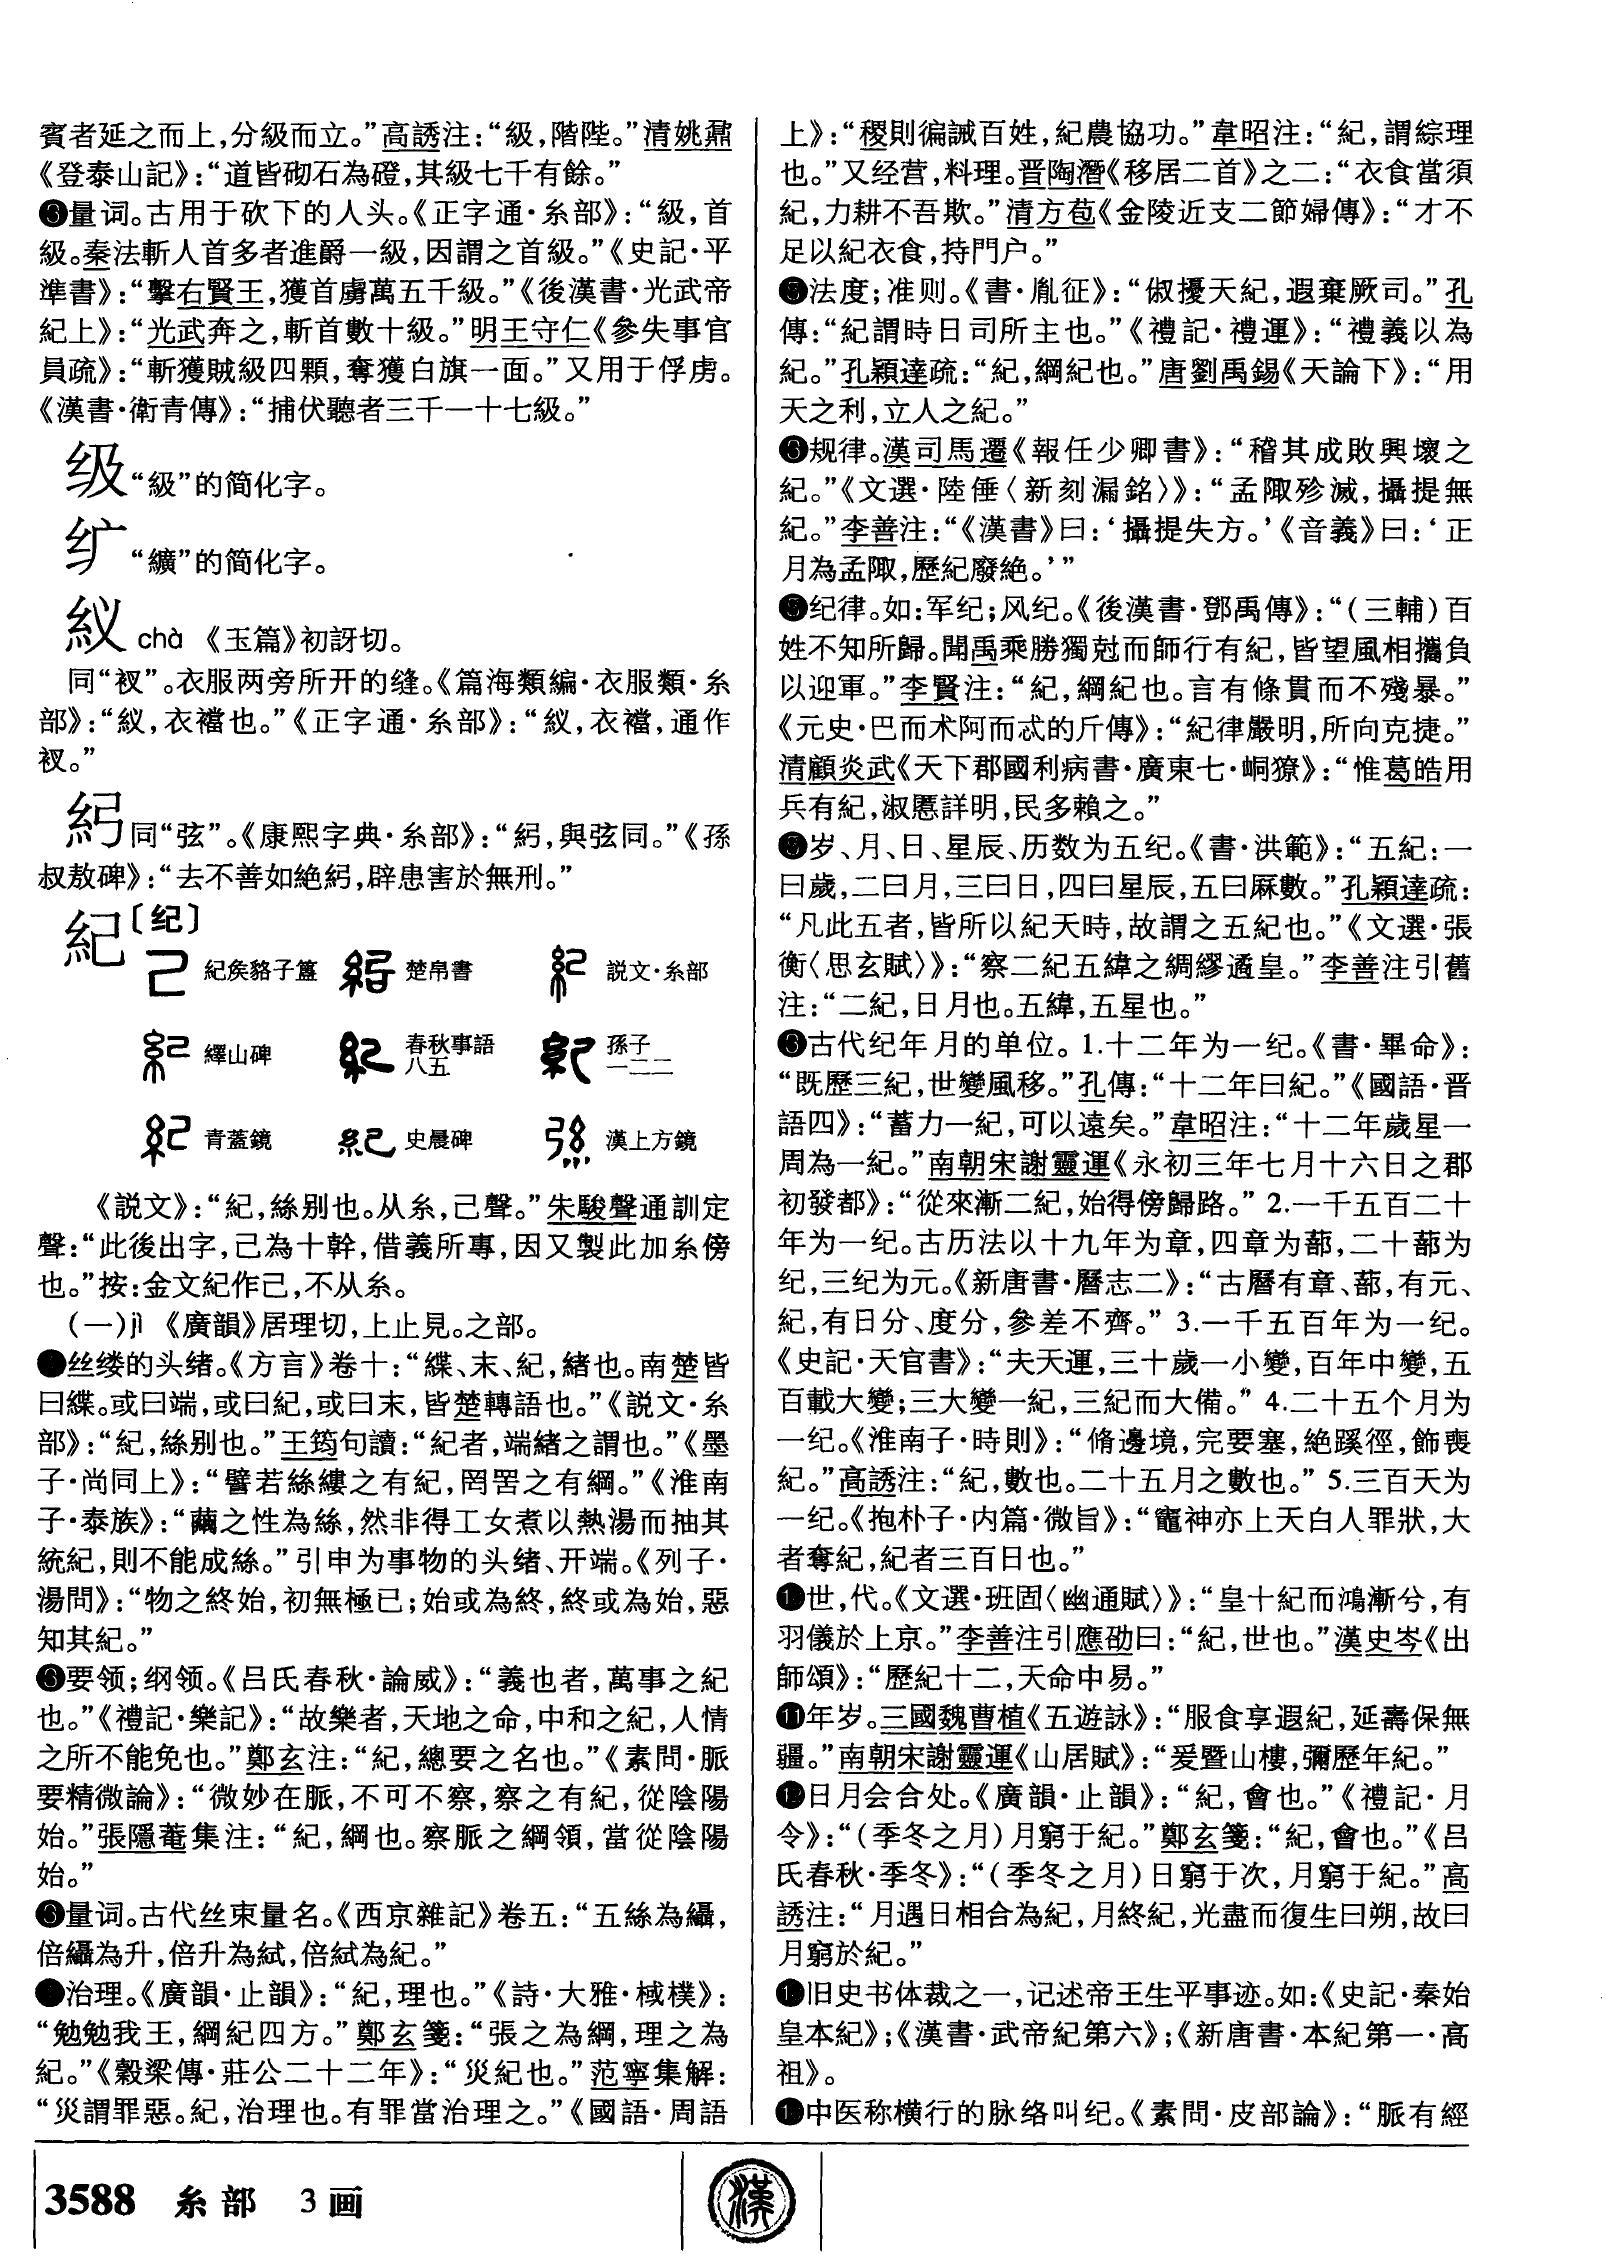 賓者延之而上，分級而立。”高誘注：“級，階陛。”清姚鼐
《登泰山記》：“道皆砌石為磴，其級七千有餘。”
❸量词。古用于砍下的人头。《正字通·糸部》：“級，首
級。秦法斬人首多者進爵一級，因謂之首級。”《史記·平
準書》：“擊右賢王，獲首虜萬五千級。”《後漢書·光武帝
紀上》：“光武奔之，斬首數十級。”明王守仁《參失事官
員疏》：“斬獲賊級四顆，奪獲白旗一面。”又用于俘虏。
《漢書·衛青傳》：“捕伏聽者三千一十七級。”
级“級”的简化字。
纩“纊”的简化字。
紁 chà 《玉篇》初訝切。
同“衩”。衣服两旁所开的缝。《篇海類編·衣服類·糸
部》：“紁，衣襠也。”《正字通·糸部》：“紁，衣襠，通作
衩。”
䊺同“弦”。《康熙字典·糸部》：“䊺，與弦同。”《孫
叔敖碑》：“去不善如絶䊺，辟患害於無刑。”
紀〔纪〕
紀侯貉子簋 楚帛書 説文·糸部
繹山碑 春秋事語八五 孫子一二二
青蓋鏡 史晨碑 漢上方鏡
《説文》：“紀，絲别也。从糸，己聲。”朱駿聲通訓定
聲：“此後出字，己為十幹，借義所專，因又製此加糸傍
也。”按：金文紀作己，不从糸。
(一)jì 《廣韻》居理切，上止見。之部。
丝缕的头绪。《方言》卷十：“緤、末、紀，緒也。南楚皆
曰緤。或曰端，或曰紀，或曰末，皆楚轉語也。”《説文·糸
部》：“紀，絲别也。”王筠句讀：“紀者，端緒之謂也。”《墨
子·尚同上》：“譬若絲縷之有紀，罔罟之有綱。”《淮南
子·泰族》：“繭之性為絲，然非得工女煮以熱湯而抽其
統紀，則不能成絲。”引申为事物的头绪、开端。《列子·
湯問》：“物之終始，初無極已；始或為終，終或為始，惡
知其紀。”
要领；纲领。《吕氏春秋·論威》：“義也者，萬事之紀
也。”《禮記·樂記》：“故樂者，天地之命，中和之紀，人情
之所不能免也。”鄭玄注：“紀，總要之名也。”《素問·脈
要精微論》：“微妙在脈，不可不察，察之有紀，從陰陽
始。”張隱菴集注：“紀，綱也。察脈之綱領，當從陰陽
始。”
❸量词。古代丝束量名。《西京雜記》卷五：“五絲為䌰，
倍䌰為升，倍升為緎，倍緎為紀。”
治理。《廣韻·止韻》：“紀，理也。”《詩·大雅·棫樸》：
“勉勉我王，綱紀四方。”鄭玄箋：“張之為綱，理之為
紀。”《穀梁傳·莊公二十二年》：“災紀也。”范寧集解：
“災謂罪惡。紀，治理也。有罪當治理之。”《國語·周語
上》：“稷則徧誡百姓，紀農協功。”韋昭注：“紀，謂綜理
也。”又经营，料理。晋陶潛《移居二首》之二：“衣食當須
紀，力耕不吾欺。”清方苞《金陵近支二節婦傳》：“才不
足以紀衣食，持門户。”
❺法度；准则。《書·胤征》：“俶擾天紀，遐棄厥司。”孔
傳：“紀謂時日司所主也。”《禮記·禮運》：“禮義以為
紀。”孔穎達疏：“紀，綱紀也。”唐劉禹錫《天論下》：“用
天之利，立人之紀。”
❻规律。漢司馬遷《報任少卿書》：“稽其成敗興壞之
紀。”《文選·陸倕〈新刻漏銘〉》：“孟陬殄滅，攝提無
紀。”李善注：“《漢書》曰：‘攝提失方。’《音義》曰：‘正
月為孟陬，歷紀廢絶。’”
纪律。如：军纪；风纪。《後漢書·鄧禹傳》：“(三輔)百
姓不知所歸。聞禹乘勝獨尅而師行有紀，皆望風相攜負
以迎軍。”李賢注：“紀，綱紀也。言有條貫而不殘暴。”
《元史·巴而术阿而忒的斤傳》：“紀律嚴明，所向克捷。”
清顧炎武《天下郡國利病書·廣東七·峒獠》：“惟葛皓用
兵有紀，淑慝詳明，民多賴之。”
岁、月、日、星辰、历数为五纪。《書·洪範》：“五紀：一
曰歲，二曰月，三曰日，四曰星辰，五曰厤數。”孔穎達疏：
“凡此五者，皆所以紀天時，故謂之五紀也。”《文選·張
衡〈思玄賦〉》：“察二紀五緯之綢繆遹皇。”李善注引舊
注：“二紀，日月也。五緯，五星也。”
古代纪年月的单位。1.十二年为一纪。《書·畢命》：
“既歷三紀，世變風移。”孔傳：“十二年曰紀。”《國語·晋
語四》：“蓄力一紀，可以遠矣。”韋昭注：“十二年歲星一
周為一紀。”南朝宋謝靈運《永初三年七月十六日之郡
初發都》：“從來漸二紀，始得傍歸路。”2.一千五百二十
年为一纪。古历法以十九年为章，四章为蔀，二十蔀为
纪，三纪为元。《新唐書·曆志二》：“古曆有章、蔀，有元、
紀，有日分、度分，參差不齊。”3.一千五百年为一纪。
《史記·天官書》：“夫天運，三十歲一小變，百年中變，五
百載大變；三大變一紀，三紀而大備。”4.二十五个月为
一纪。《淮南子·時則》：“脩邊境，完要塞，絶蹊徑，飾喪
紀。”高誘注：“紀，數也。二十五月之數也。”5.三百天为
一纪。《抱朴子·内篇·微旨》：“竈神亦上天白人罪狀，大
者奪紀，紀者三百日也。”
世，代。《文選·班固〈幽通賦〉》：“皇十紀而鴻漸兮，有
羽儀於上京。”李善注引應劭曰：“紀，世也。”漢史岑《出
師頌》：“歷紀十二，天命中易。”
⓫年岁。三國魏曹植《五遊詠》：“服食享遐紀，延壽保無
疆。”南朝宋謝靈運《山居賦》：“爰暨山樓，彌歷年紀。”
日月会合处。《廣韻·止韻》：“紀，會也。”《禮記·月
令》：“(季冬之月)月窮于紀。”鄭玄箋：“紀，會也。”《吕
氏春秋·季冬》：“(季冬之月)日窮于次，月窮于紀。”高
誘注：“月遇日相合為紀，月終紀，光盡而復生曰朔，故曰
月窮於紀。”
旧史书体裁之一，记述帝王生平事迹。如：《史記·秦始
皇本紀》；《漢書·武帝紀第六》；《新唐書·本紀第一·高
祖》。
中医称横行的脉络叫纪。《素問·皮部論》：“脈有經
3588 糸部 3画
漢